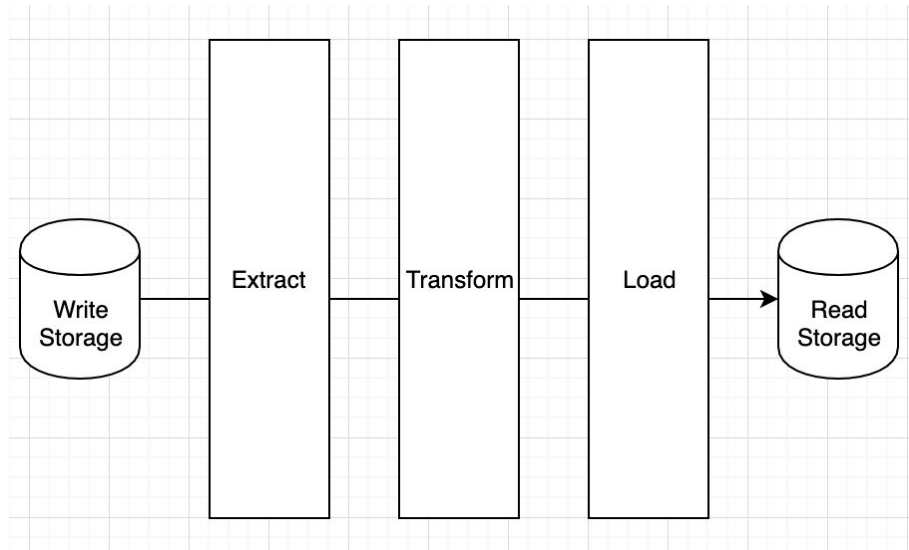 Write
Storage
Extract
Transform
Load
Read
Storage